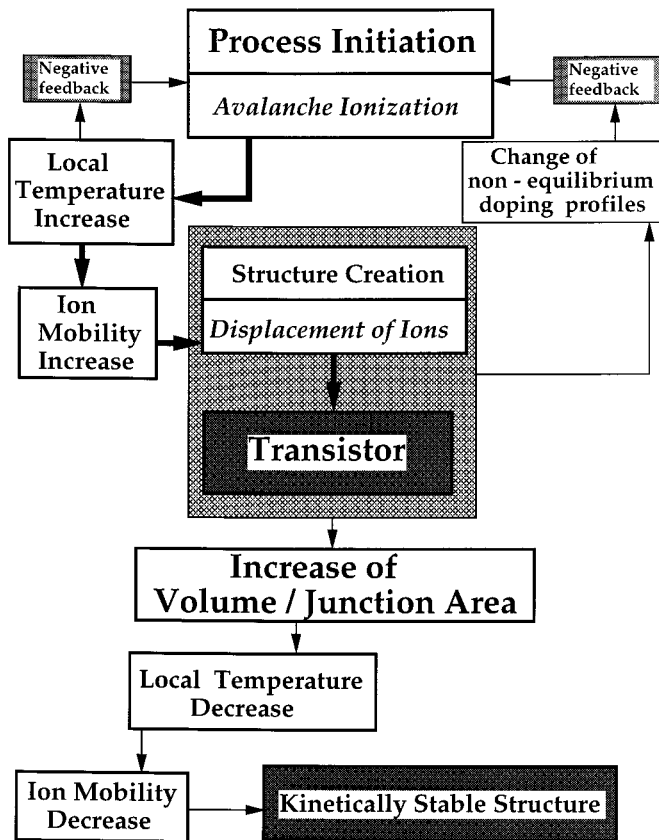 Process Initiation
Avalanche Ionization
Negative
feedback
Negative
feedback
Local
Temperature
Increase
Change of
non - equilibrium
doping profiles
Structure Creation
Displacement of Ions
Ion
Mobility
Increase
Transistor
Increase of
Volume / Junction Area
Local Temperature
Decrease
Ion Mobility
Decrease
Kinetically Stable Structure